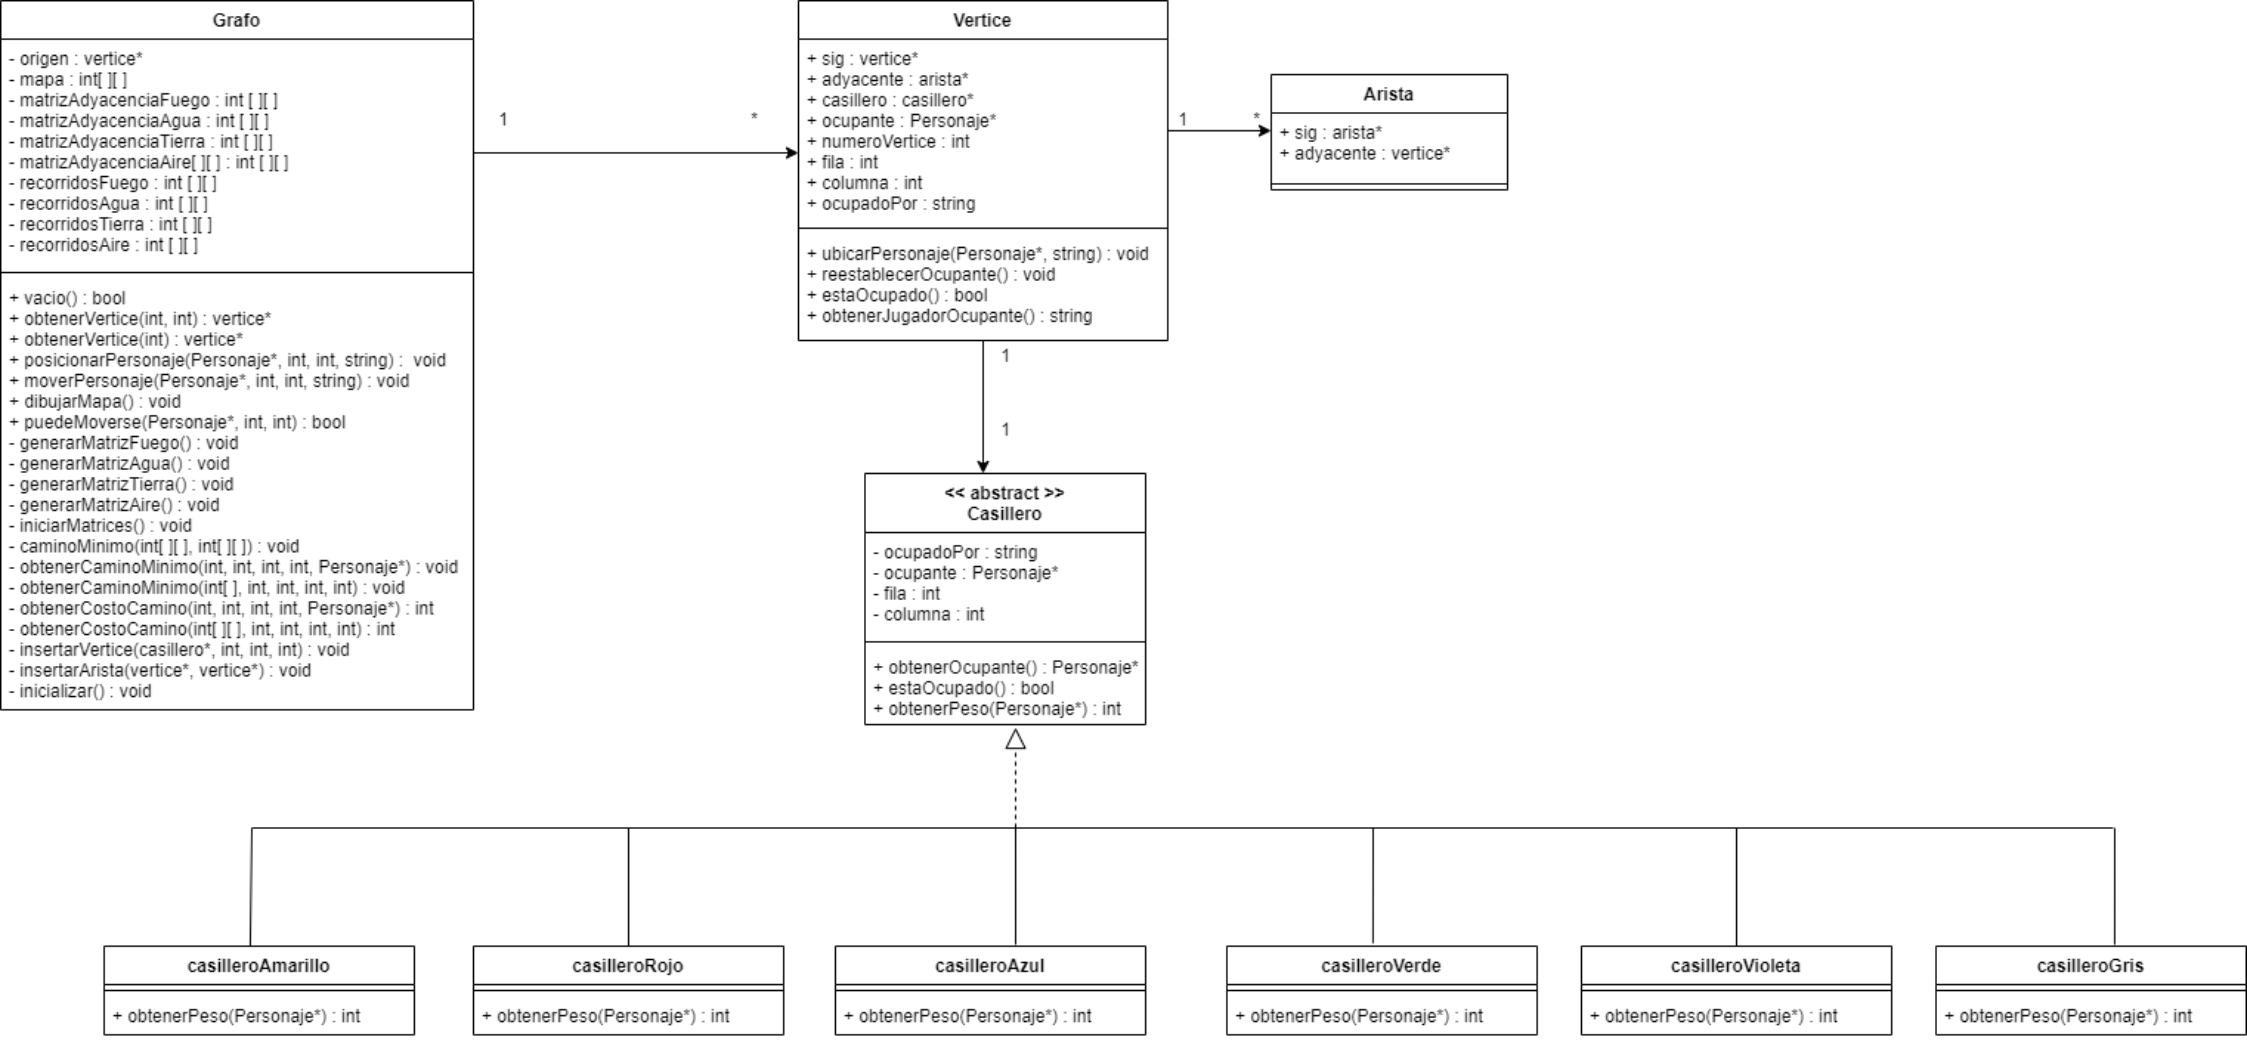 Grafo
- origen : vertice*
- mapa : int[ ][ ]
- matrizAdyacenciaFuego : int [ ][ ]
- matrizAdyacenciaAgua : int [ ][ ]
- matrizAdyacenciaTierra : int [ ][ ]
- matrizAdyacenciaAire[ ][ ] : int [ ][ ]
- recorridosFuego : int [ ][ ]
- recorridosAgua : int [ ][ ]
- recorridosTierra : int [ ][ ]
- recorridosAire : int [ ][ ]
+ vacio() : bool
+ obtenerVertice(int, int) : vertice*
+ obtenerVertice(int) : vertice*
+ posicionarPersonaje(Personaje*, int, int, string) :  void
+ moverPersonaje(Personaje*, int, int, string) : void
+ dibujarMapa() : void
+ puedeMoverse(Personaje*, int, int) : bool
- generarMatrizFuego() : void
- generarMatrizAgua() : void
- generarMatrizTierra() : void
- generarMatrizAire() : void
- iniciarMatrices() : void
- caminoMinimo(int[ ][ ], int[ ][ ]) : void
- obtenerCaminoMinimo(int, int, int, int, Personaje*) : void
- obtenerCaminoMinimo(int[ ], int, int, int, int) : void
- obtenerCostoCamino(int, int, int, int, Personaje*) : int
- obtenerCostoCamino(int[ ][ ], int, int, int, int) : int
- insertarVertice(casillero*, int, int, int) : void
- insertarArista(vertice*, vertice*) : void
- inicializar() : void
1
*
Vertice
+ sig : vertice*
+ adyacente : arista*
+ casillero : casillero*
+ ocupante : Personaje*
+ numeroVertice : int
+ fila : int
+ columna : int
+ ocupadoPor : string
+ ubicarPersonaje(Personaje*, string) : void
+ reestablecerOcupante() : void
+ estaOcupado() : bool
+ obtenerJugadorOcupante() : string
1
*
Arista
+ sig : arista*
+ adyacente : vertice*
1
1
<< abstract >>
Casillero
- ocupadoPor : string
- ocupante : Personaje*
- fila : int
- columna : int
+ obtenerOcupante() : Personaje*
+ estaOcupado() : bool
+ obtenerPeso(Personaje*) : int
casilleroAmarillo
+ obtenerPeso(Personaje*) : int
casilleroRojo
+ obtenerPeso(Personaje*) : int
casilleroAzul
+ obtenerPeso(Personaje*) : int
casilleroVerde
+ obtenerPeso(Personaje*) : int
casilleroVioleta
+ obtenerPeso(Personaje*) : int
casilleroGris
+ obtenerPeso(Personaje*) : int